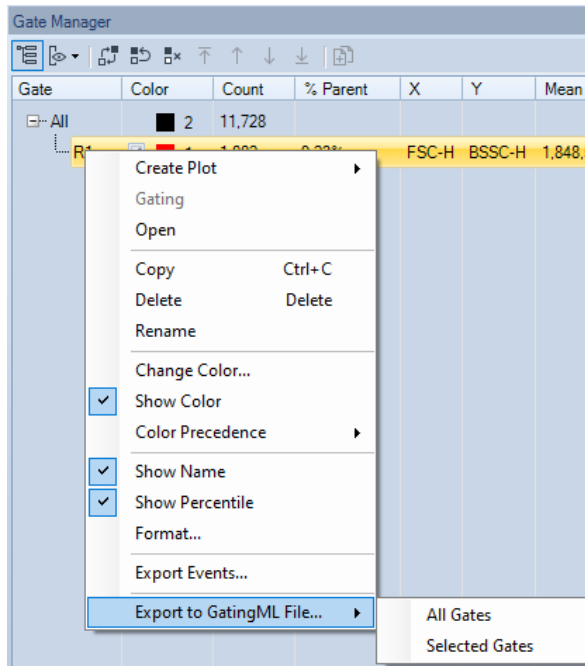 Gate Manager
Gate Color Count % Parent X Y Mean
All 2 11,728
R1 FSC-H BSSC-H 1,848,
Create Plot
Gating
Open
Copy Ctrl+C
Delete Delete
Rename
Change Color...
Show Color
Color Precedence
Show Name
Show Percentile
Format...
Export Events...
Export to GatingML File...
All Gates
Selected Gates